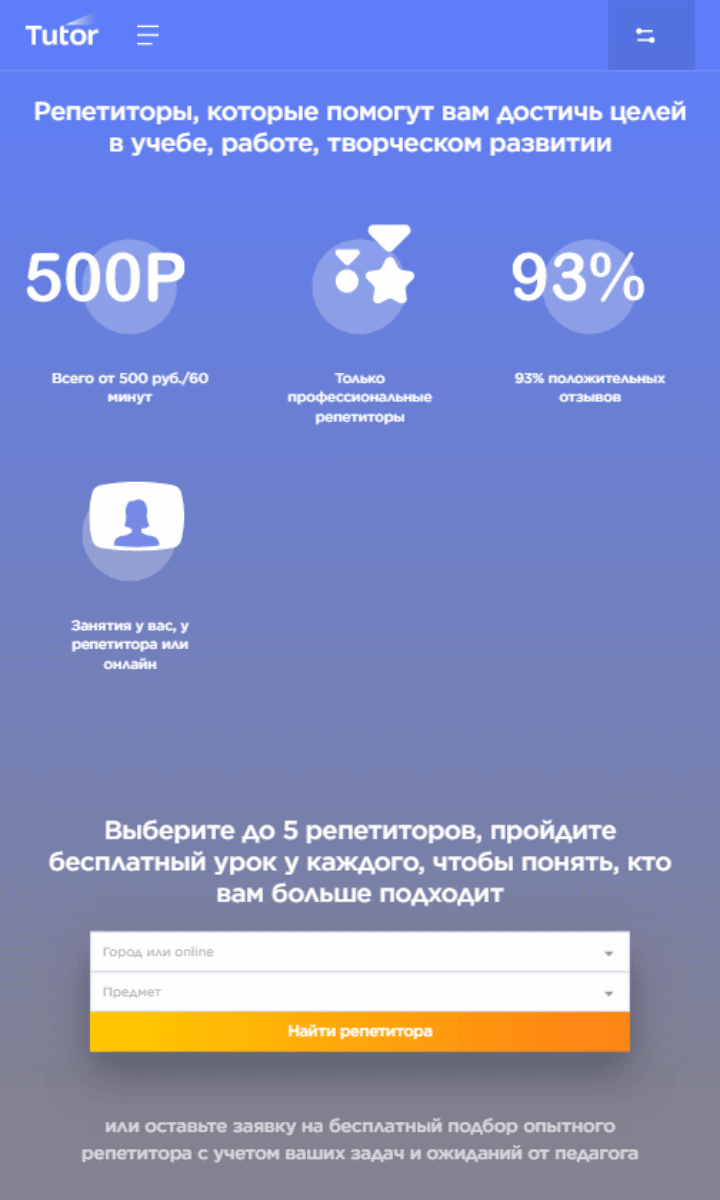 Tutor
Репетиторы, которые помогут вам достичь целей
в учебе, работе, творческом развитии
500Р
93%
Всего от 500 руб./60
минут
Только
профессиональные
репетиторы
93% положительных
отзывов
Занятия у вас, у
репетитора или
онлайн
Выберите до 5 репетиторов, пройдите
бесплатный урок у каждого, чтобы понять, кто
вам больше подходит
Город или online
Предмет
Найти репетитора
или оставьте заявку на бесплатный подбор опытного
репетитора с учетом ваших задач и ожиданий от педагога